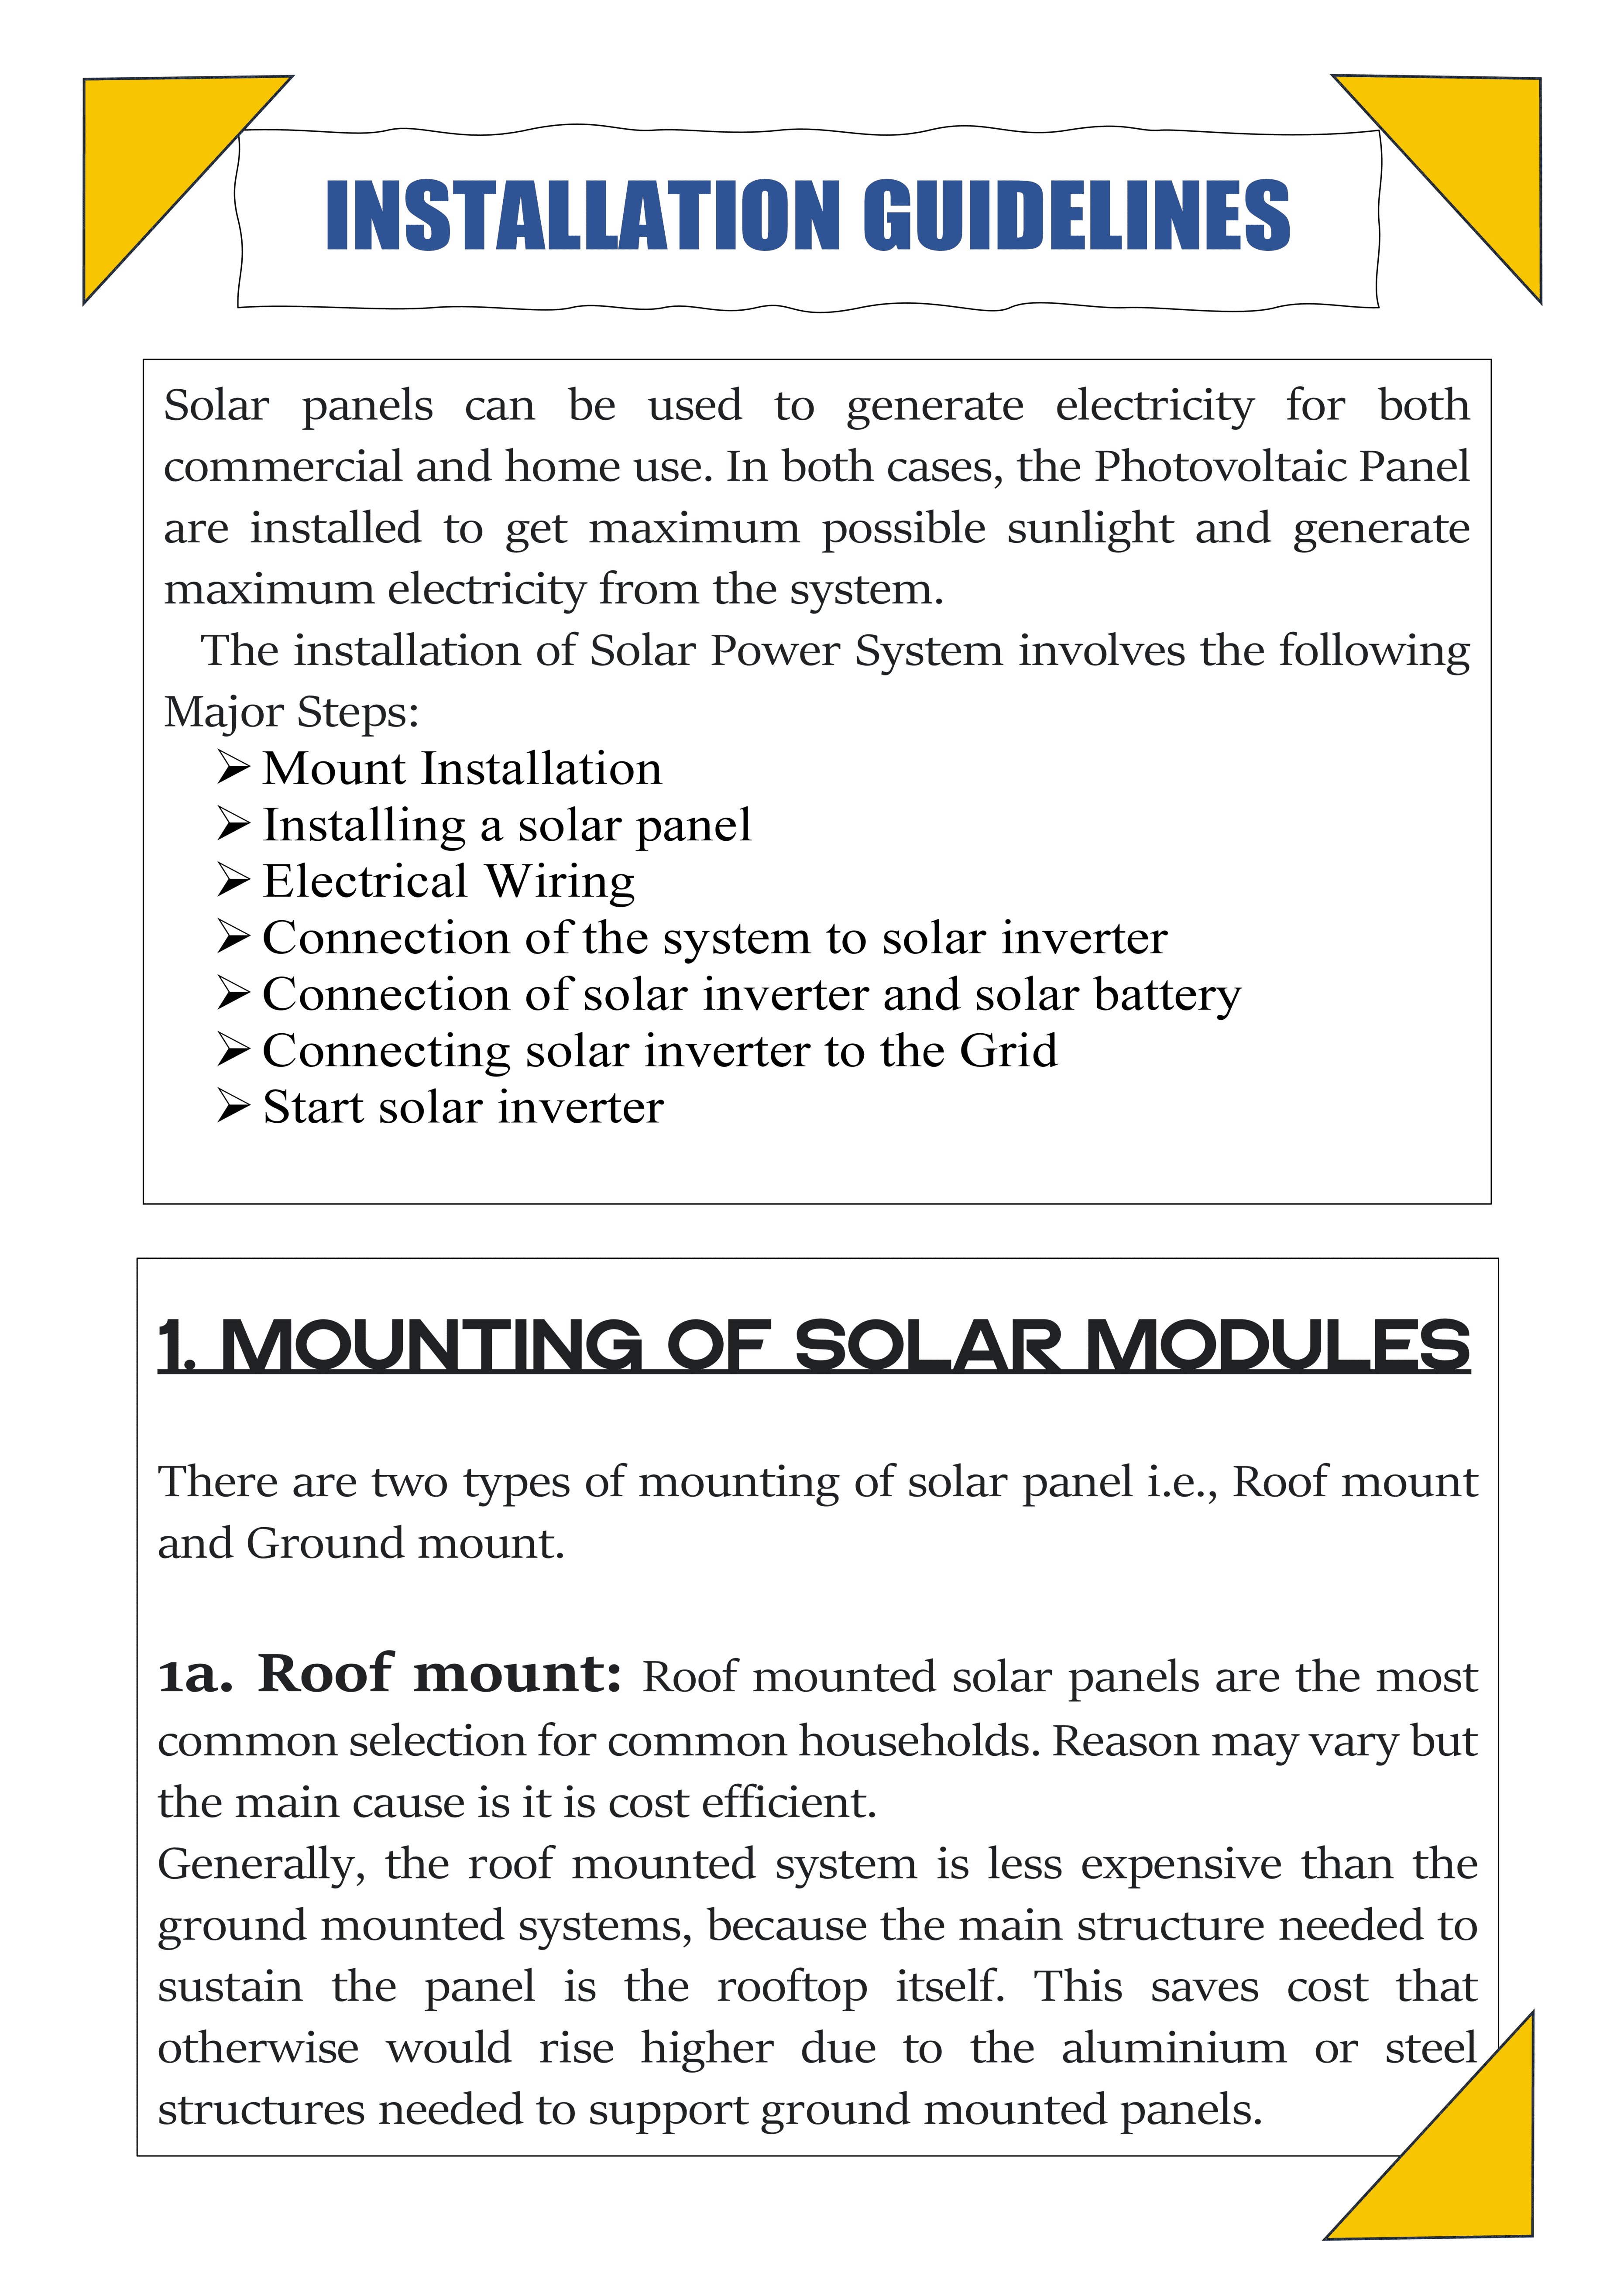 INSTALLATION GUIDELINES
Solar panels can be used to generate electricity for both
commercial and home use. In both cases, the Photovoltaic Panel
are installed to get maximum possible sunlight and generate
maximum electricity from the system.
The installation of Solar Power System involves the following
Major Steps:
➢ Mount Installation
➢ Installing a solar panel
➢ Electrical Wiring
➢ Connection of the system to solar inverter
➢ Connection of solar inverter and solar battery
➢ Connecting solar inverter to the Grid
➢ Start solar inverter
1. MOUNTING OF SOLAR MODULES
There are two types of mounting of solar panel i.e., Roof mount
and Ground mount.
1a. Roof mount: Roof mounted solar panels are the most
common selection for common households. Reason may vary but
the main cause is it is cost efficient.
Generally, the roof mounted system is less expensive than the
ground mounted systems, because the main structure needed to
sustain the panel is the rooftop itself. This saves cost that
otherwise would rise higher due to the aluminium or steel
structures needed to support ground mounted panels.